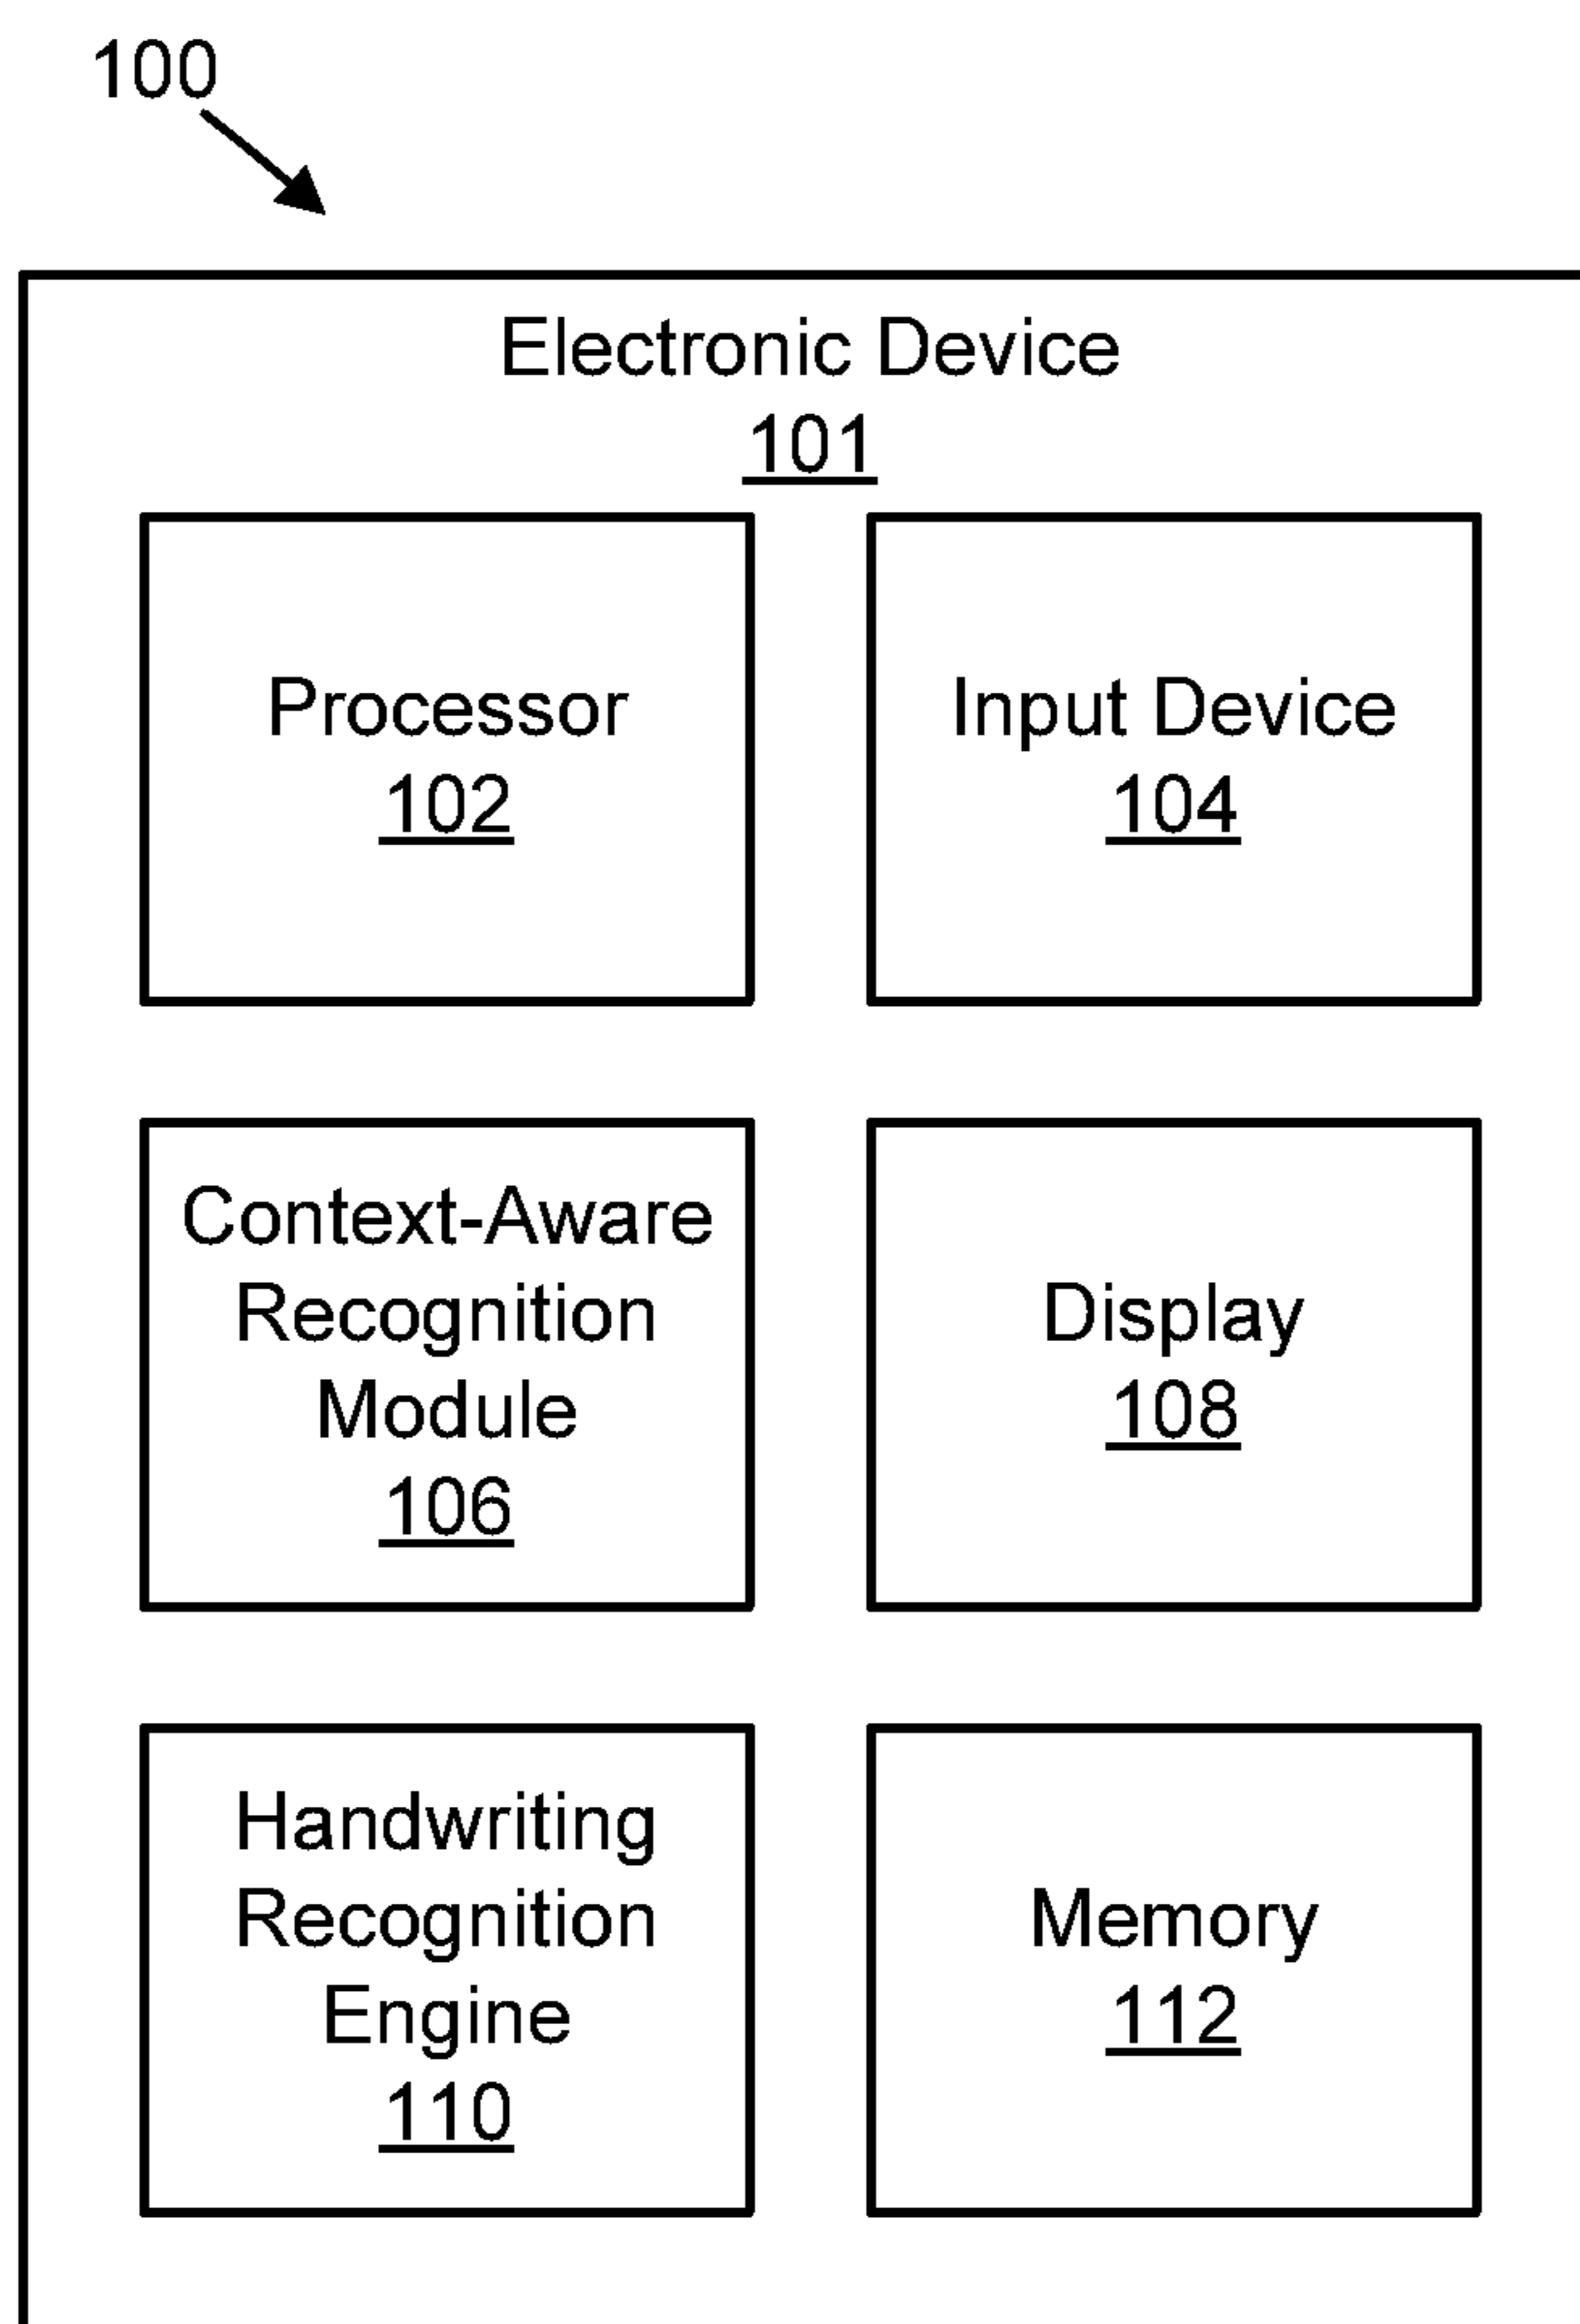 100
Electronic Device
101
Processor
102
Input Device
104
Context-Aware
Recognition
Module
106
Display
108
Handwriting
Recognition
Engine
110
Memory
112